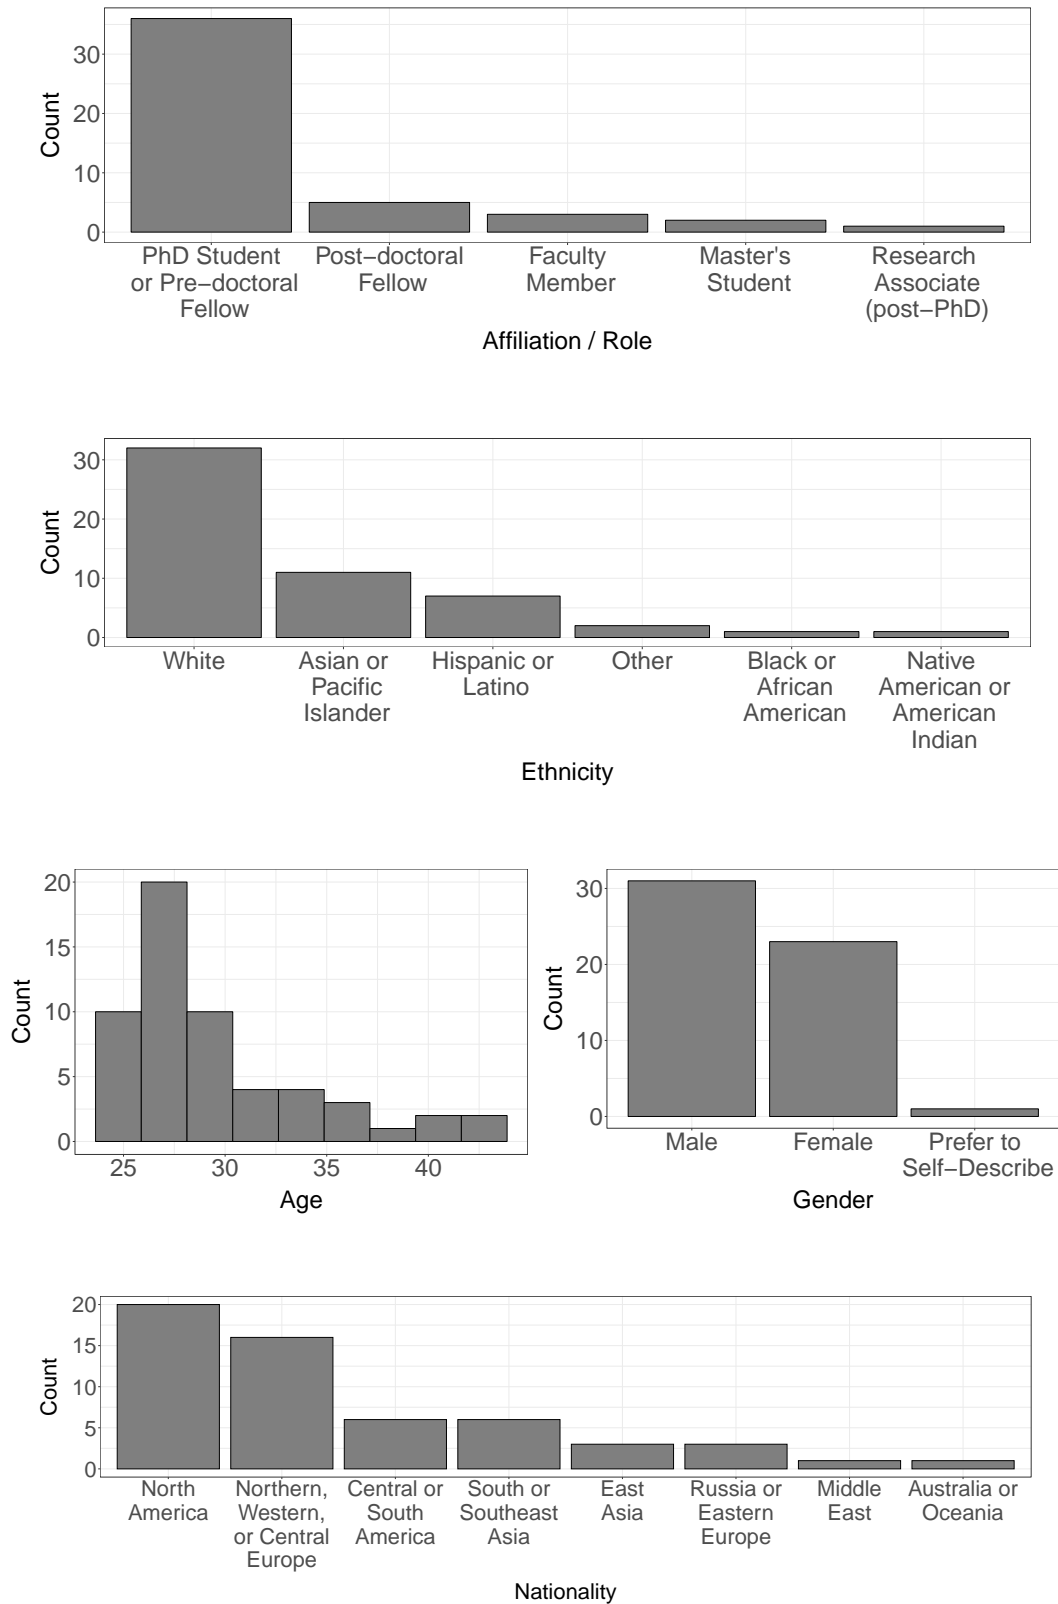 Count
30
20
10
0
PhD Student
or Pre−doctoral
Fellow
Post−doctoral
Fellow
Faculty
Member
Master's
Student
Research
Associate
(post−PhD)
Affiliation / Role
Count
30
20
10
0
White
Asian or
Pacific
Islander
Hispanic or
Latino
Other
Black or
African
American
Native
American or
American
Indian
Ethnicity
Count
20
15
10
5
0
25
30
35
40
Age
Count
30
20
10
0
Male
Female
Prefer to
Self−Describe
Gender
Count
20
15
10
5
0
North
America
Northern,
Western,
or Central
Europe
Central or
South
America
South or
Southeast
Asia
East
Asia
Russia or
Eastern
Europe
Middle
East
Australia or
Oceania
Nationality